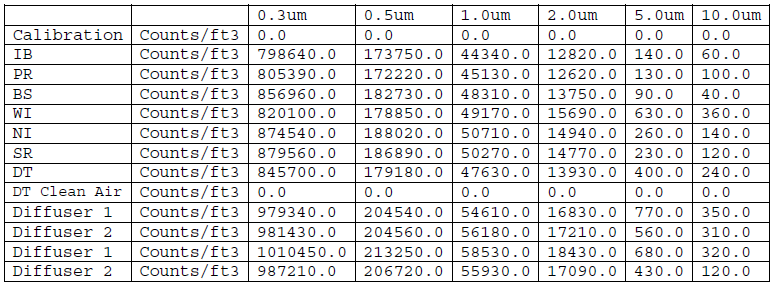 0.3um 0.5um 1.0um 2.0um 5.0um 10.0um
Calibration Counts/ft3 0.0 0.0 0.0 0.0 0.0 0.0
IB Counts/ft3 798640.0 173750.0 44340.0 12820.0 140.0 60.0
PR Counts/ft3 805390.0 172220.0 45130.0 12620.0 130.0 100.0
BS Counts/ft3 856960.0 182730.0 48310.0 13750.0 90.0 40.0
WI Counts/ft3 820100.0 178850.0 49170.0 15690.0 630.0 360.0
NI Counts/ft3 874540.0 188020.0 50710.0 14940.0 260.0 140.0
SR Counts/ft3 879560.0 186890.0 50270.0 14770.0 230.0 120.0
DT Counts/ft3 845700.0 179180.0 47630.0 13930.0 400.0 240.0
DT Clean Air Counts/ft3 0.0 0.0 0.0 0.0 0.0 0.0
Diffuser 1 Counts/ft3 979340.0 204540.0 54610.0 16830.0 770.0 350.0
Diffuser 2 Counts/ft3 981430.0 204560.0 56180.0 17210.0 560.0 310.0
Diffuser 1 Counts/ft3 1010450.0 213250.0 58530.0 18430.0 680.0 320.0
Diffuser 2 Counts/ft3 987210.0 206720.0 55930.0 17090.0 430.0 120.0